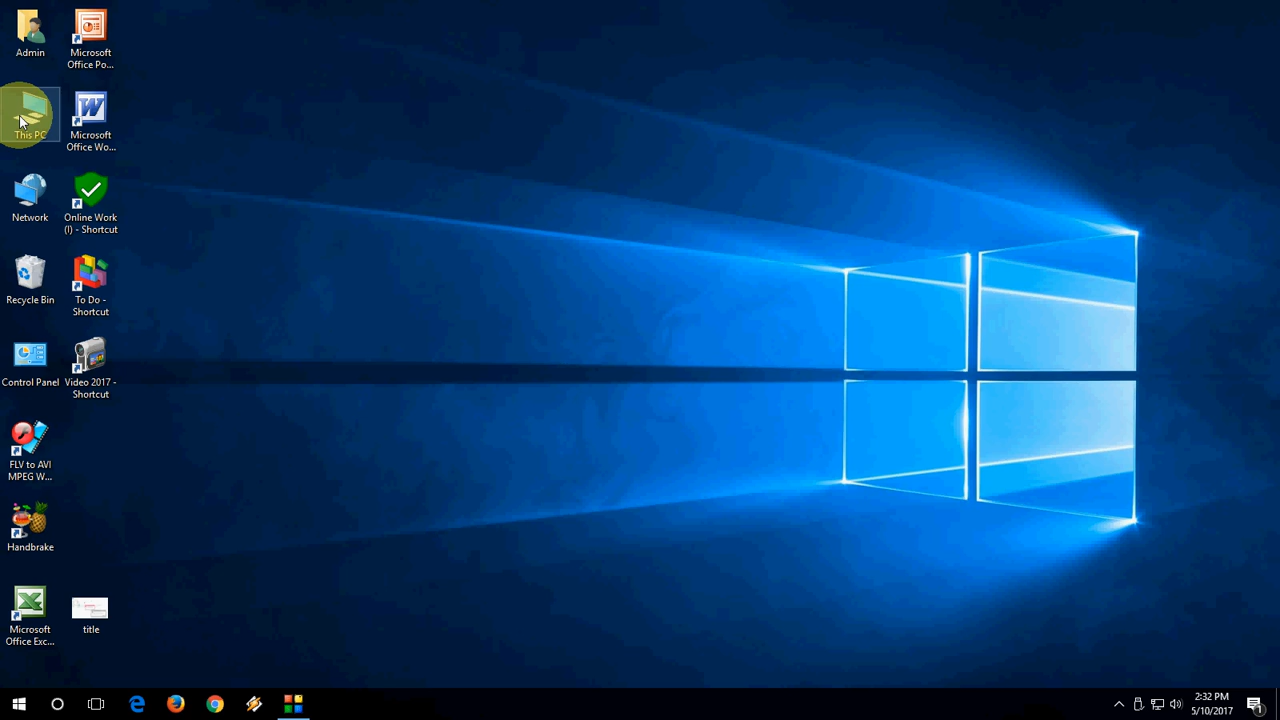 Admin
Microsoft
Office Po...
This PC
Microsoft
Office Wo...
Network
Online Work
(I) - Shortcut
Recycle Bin
To Do -
Shortcut
Control Panel
Video 2017 -
Shortcut
FLV to AVI
MPEG W...
Handbrake
Microsoft
Office Exc...
title
2:32 PM
5/10/2017
1